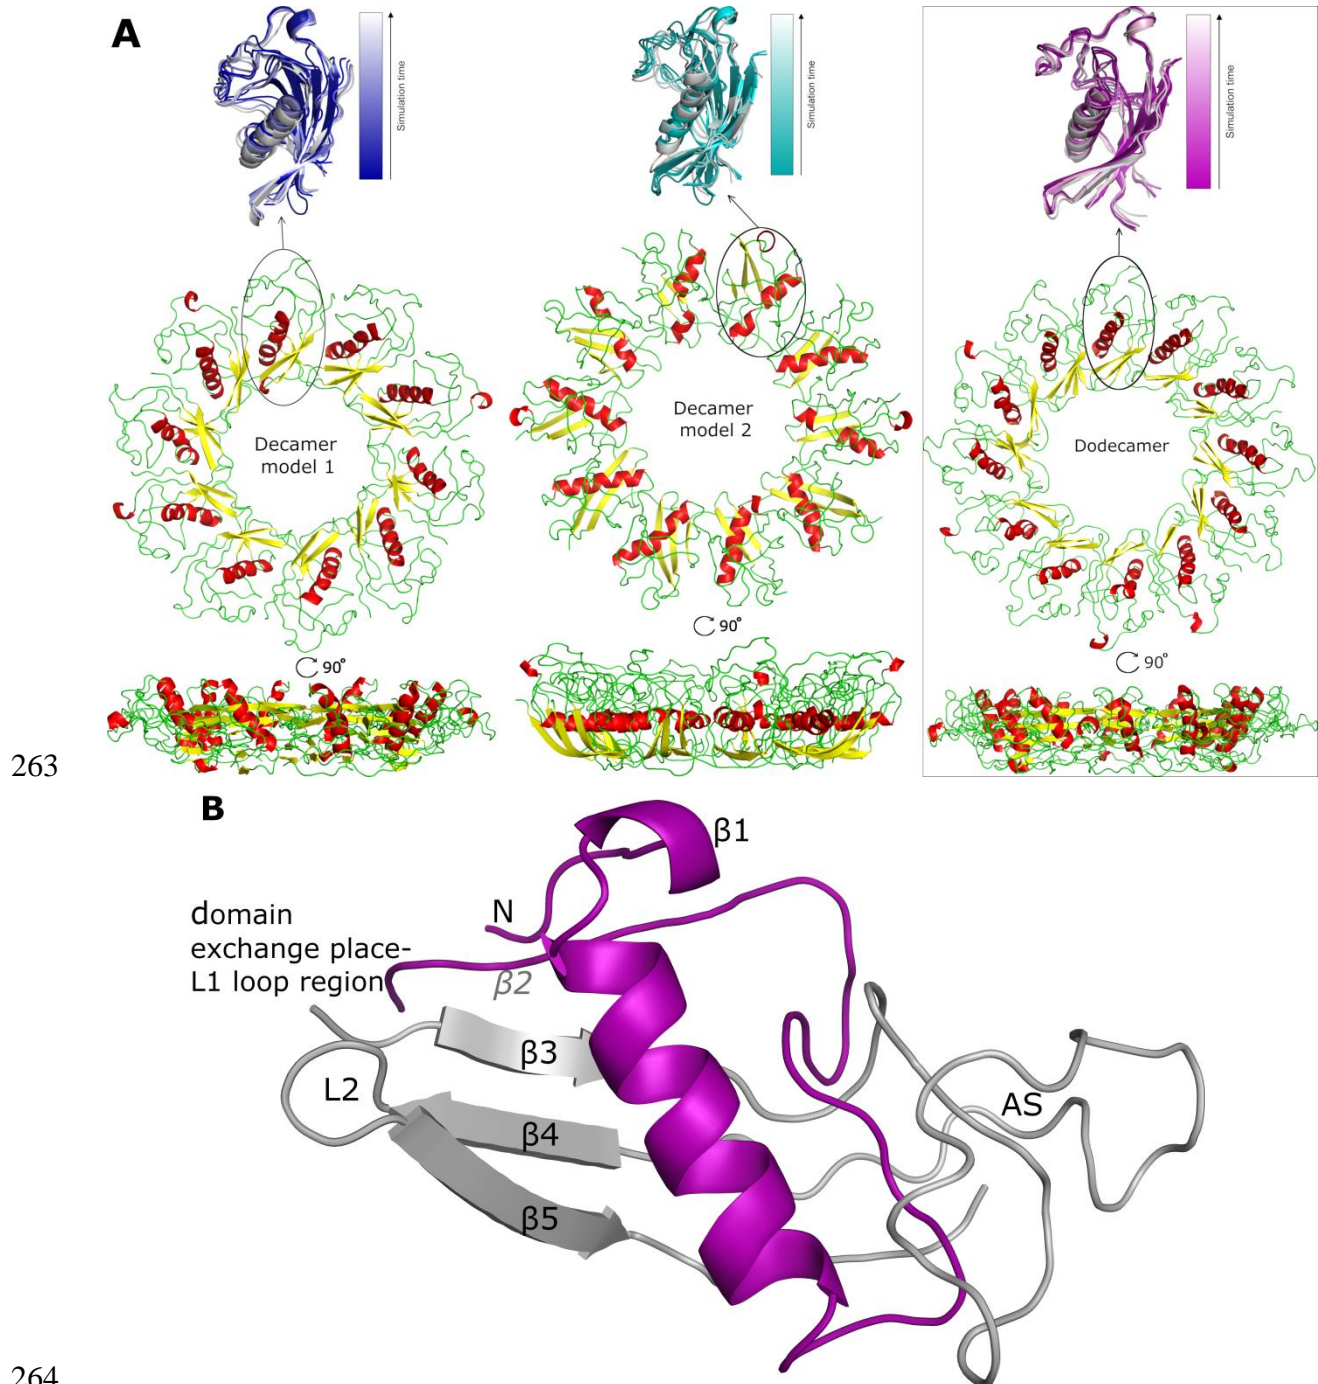 A
Simulation time
Simulation time
Simulation time
Decamer
model 1
Decamer
model 2
Dodecamer
90°
90°
90°
263
B
β1
N
domain
exchange place-
L1 loop region
β2
β3
L2
AS
β4
β5
264